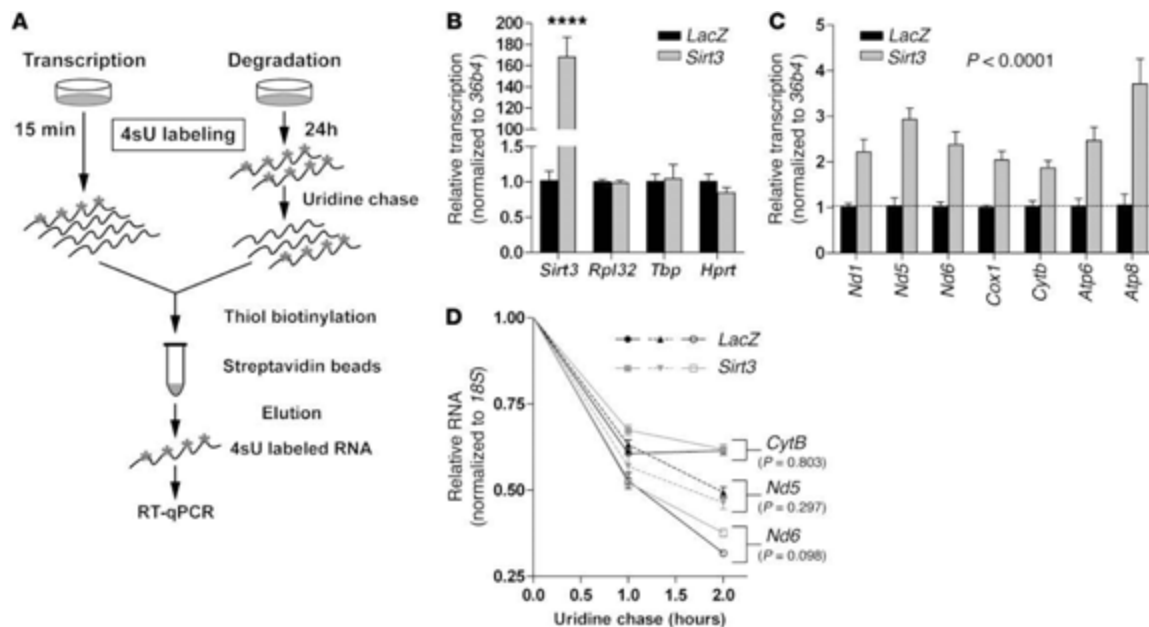 A
Transcription
Degradation
15 min
4sU labeling
24h
Uridine chase
Thiol biotinylation
Streptavidin beads
Elution
4sU labeled RNA
RT-qPCR
B
Relative transcription
(normalized to 36b4)
200
180
160
140
120
100
1.5
1.0
0.5
0.0
****
LacZ
Sirt3
Sirt3 Rpl32 Tbp Hprt
C
Relative transcription
(normalized to 36b4)
5
4
3
2
1
0
LacZ
Sirt3
P < 0.0001
Nd1 Nd5 Nd6 Cox1 Cytb Atp6 Atp8
D
Relative RNA
(normalized to 18S)
1.00
0.75
0.50
0.25
LacZ
Sirt3
CytB
(P = 0.803)
Nd5
(P = 0.297)
Nd6
(P = 0.098)
0.0 0.5 1.0 1.5 2.0
Uridine chase (hours)